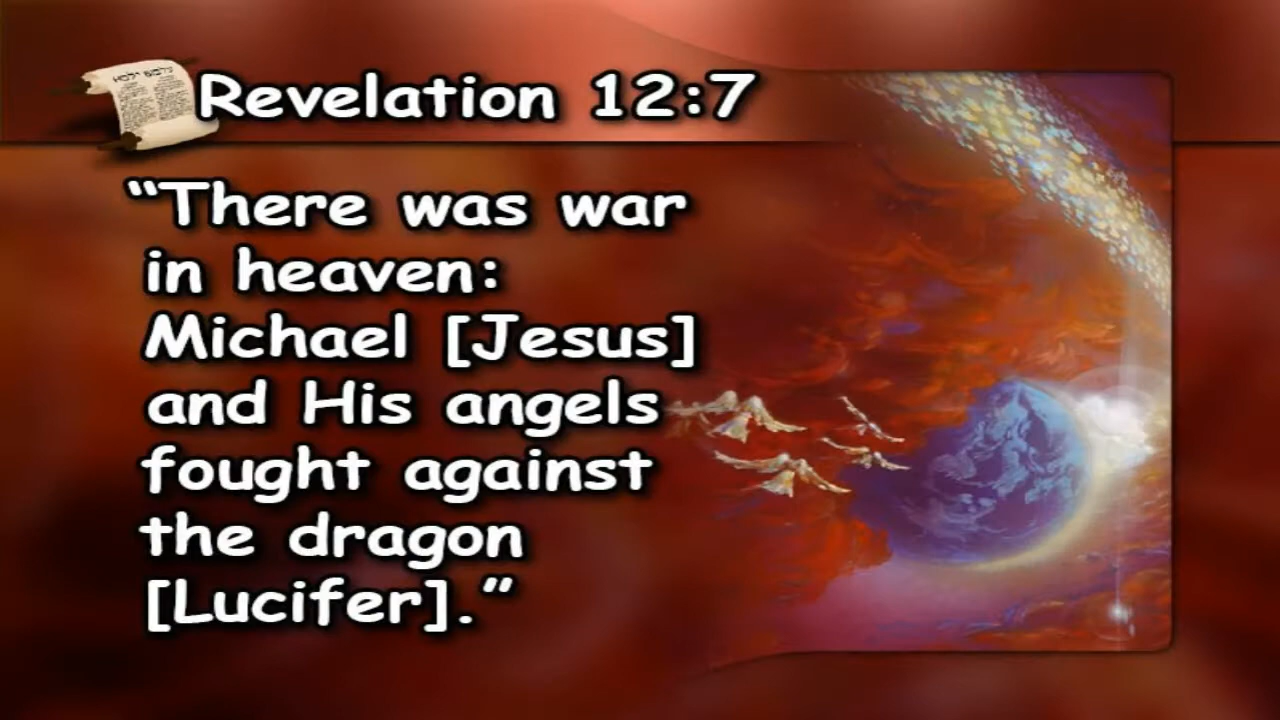 Revelation 12:7
“There was war
in heaven:
Michael [Jesus]
and His angels
fought against
the dragon
[Lucifer].”